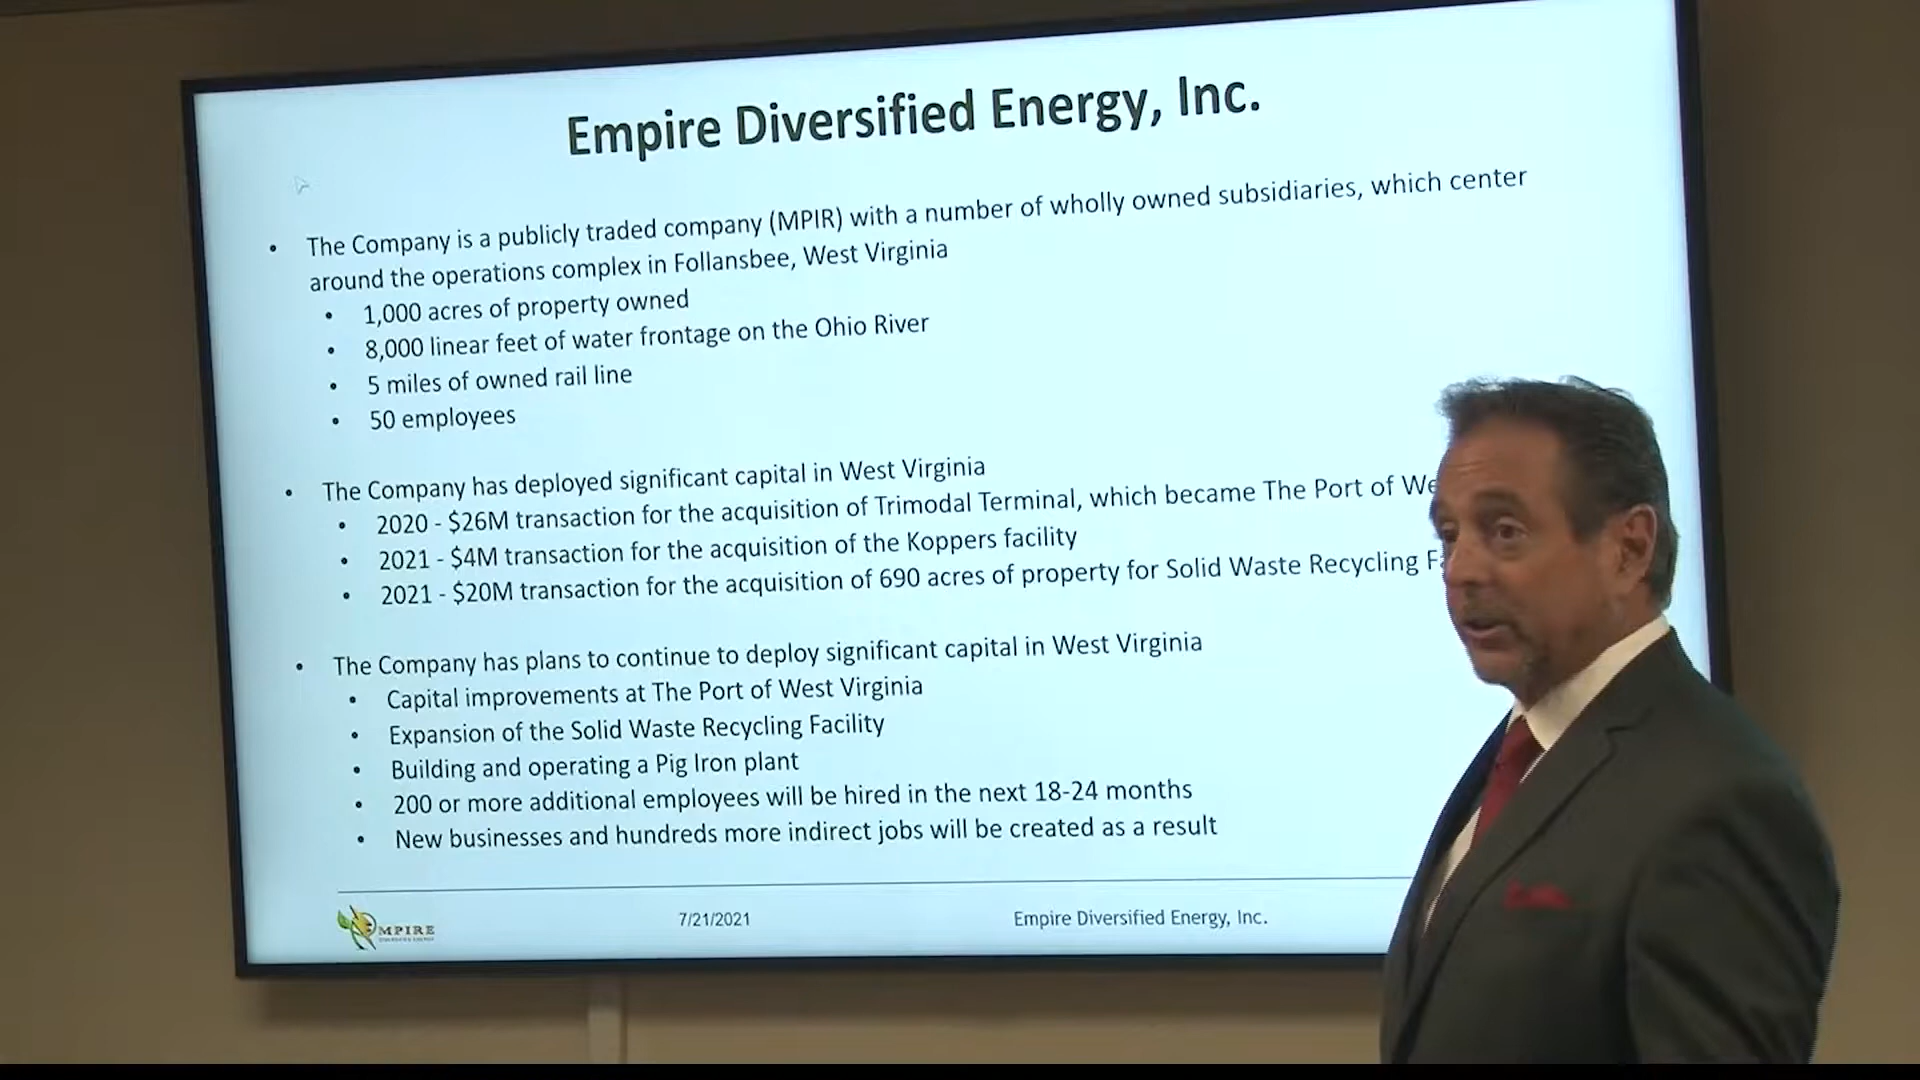 Empire Diversified Energy, Inc.
• The Company is a publicly traded company (MPIR) with a number of wholly owned subsidiaries, which center
around the operations complex in Follansbee, West Virginia
• 1,000 acres of property owned
• 8,000 linear feet of water frontage on the Ohio River
• 5 miles of owned rail line
• 50 employees
• The Company has deployed significant capital in West Virginia
• 2020 - $26M transaction for the acquisition of Trimodal Terminal, which became The Port of We
• 2021 - $4M transaction for the acquisition of the Koppers facility
• 2021 - $20M transaction for the acquisition of 690 acres of property for Solid Waste Recycling F
• The Company has plans to continue to deploy significant capital in West Virginia
• Capital improvements at The Port of West Virginia
• Expansion of the Solid Waste Recycling Facility
• Building and operating a Pig Iron plant
• 200 or more additional employees will be hired in the next 18-24 months
• New businesses and hundreds more indirect jobs will be created as a result
EMPIRE
7/21/2021
Empire Diversified Energy, Inc.